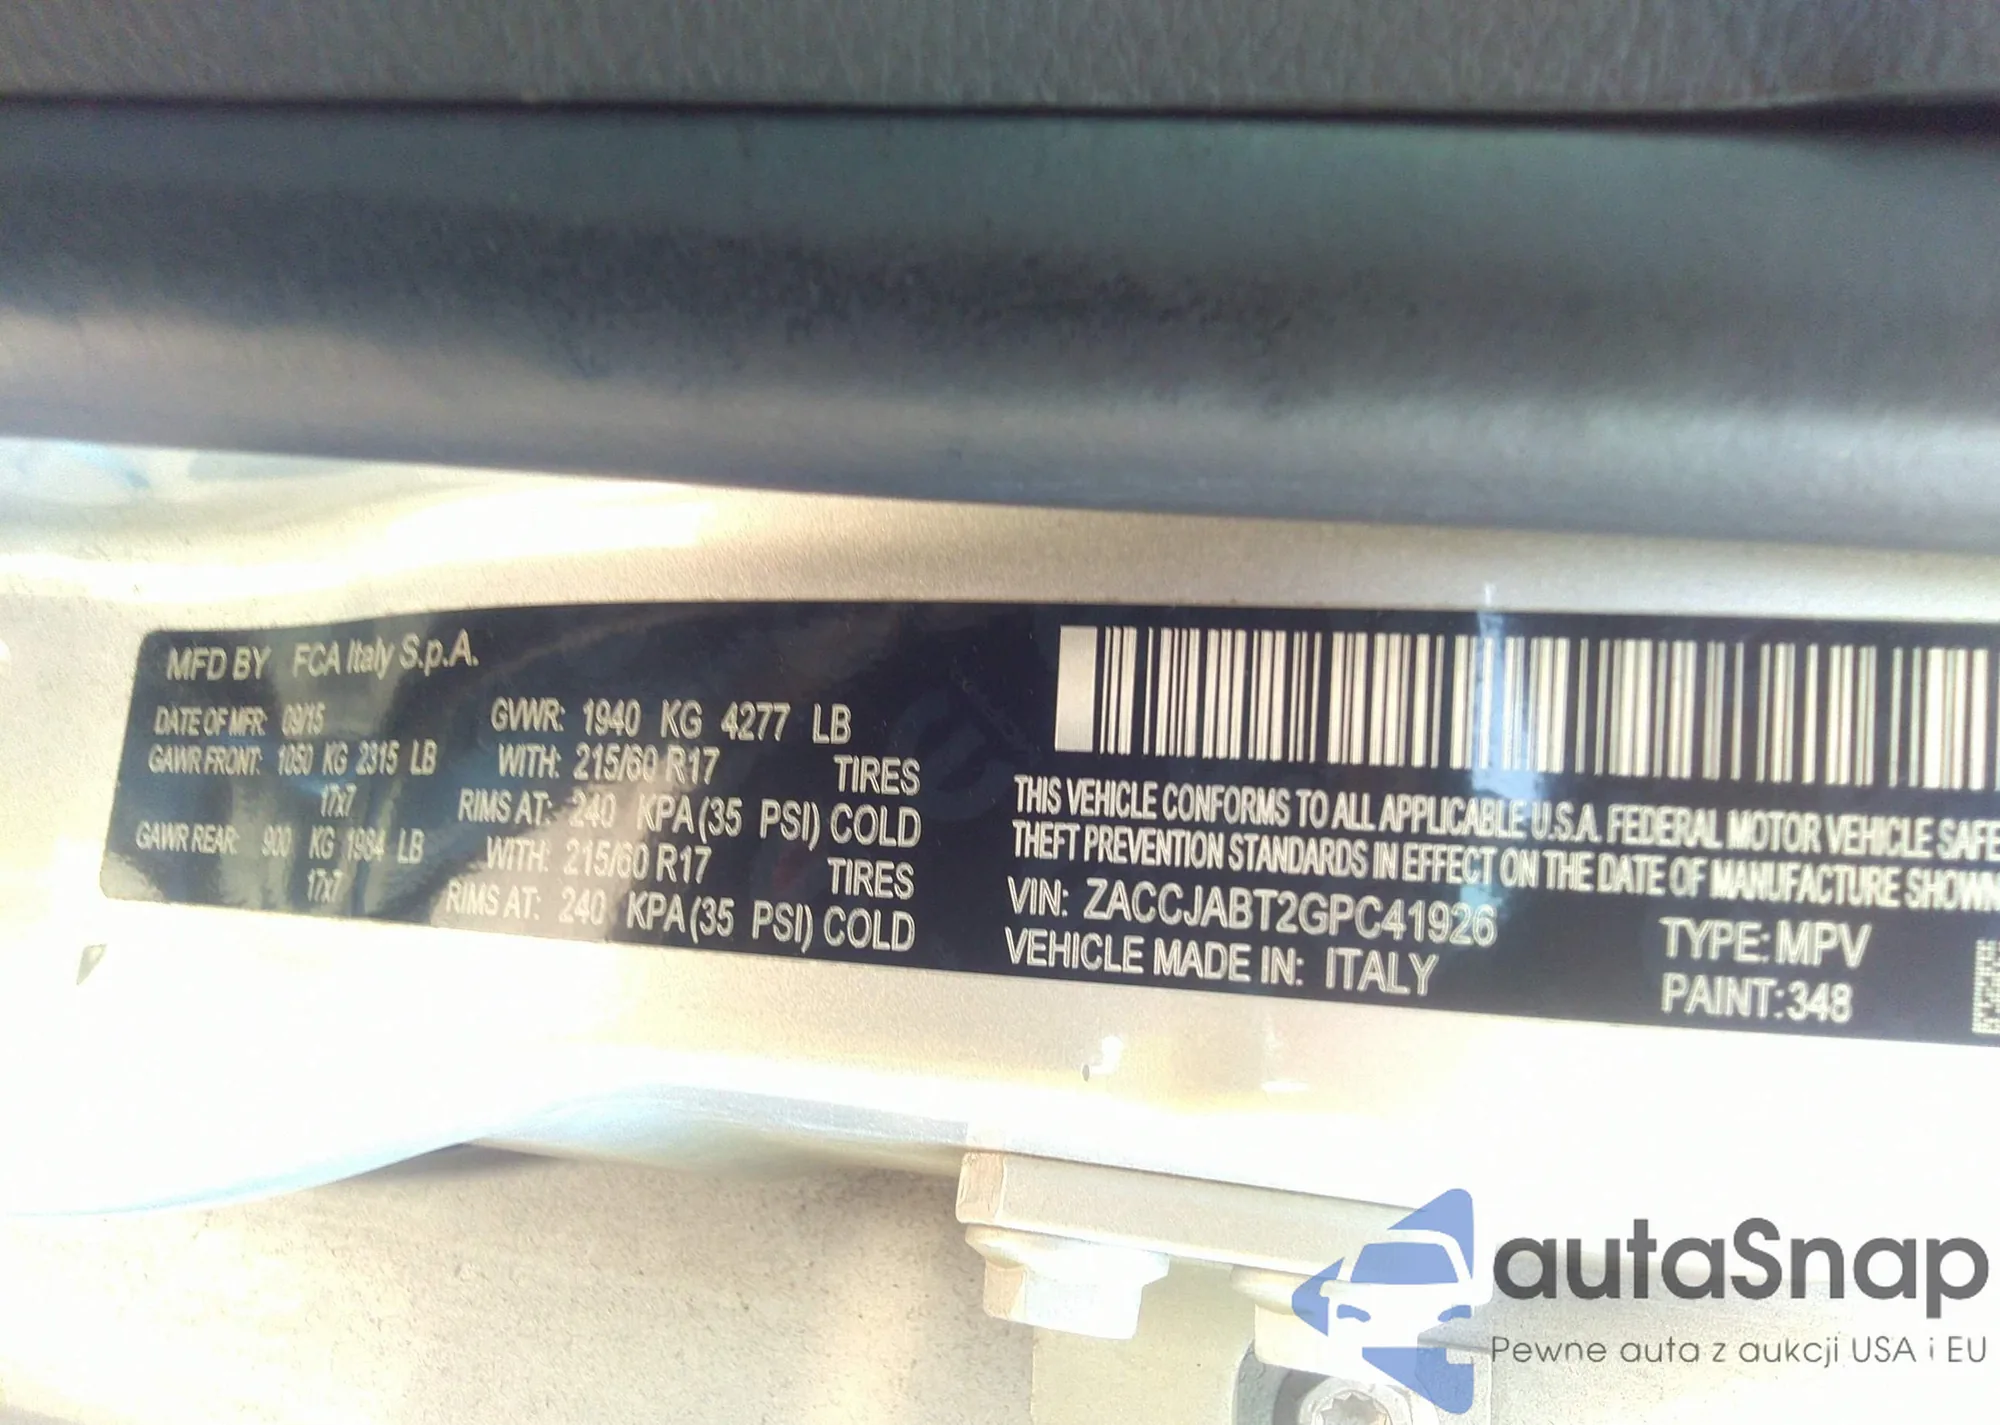 MFD BY FCA Italy S.p.A.
DATE OF MFR: 09/15 GVWR: 1940 KG 4277 LB
GAWR FRONT: 1050 KG 2315 LB WITH: 215/60 R17 TIRES
17x7 RIMS AT: 240 KPA(35 PSI) COLD
GAWR REAR: 900 KG 1984 LB WITH: 215/60 R17 TIRES
17x7 RIMS AT: 240 KPA(35 PSI) COLD
THIS VEHICLE CONFORMS TO ALL APPLICABLE U.S.A. FEDERAL MOTOR VEHICLE SAFE
THEFT PREVENTION STANDARDS IN EFFECT ON THE DATE OF MANUFACTURE SHOWN
VIN: ZACCJABT2GPC41926 TYPE: MPV
VEHICLE MADE IN: ITALY PAINT: 348
autaSnap
Pewne auta z aukcji USA i EU